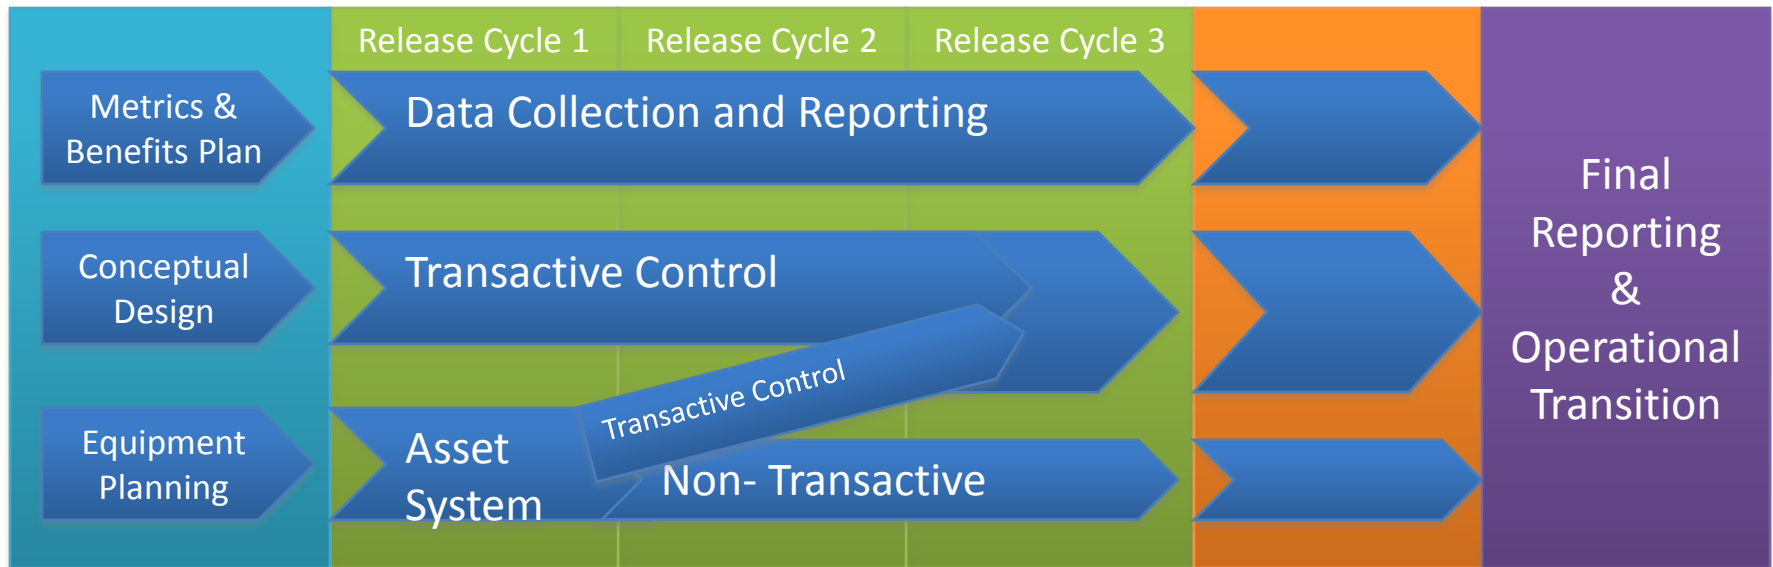 Release Cycle 1
Release Cycle 2
Release Cycle 3
Metrics &
Benefits Plan
Data Collection and Reporting
Conceptual
Design
Transactive Control
Transactive Control
Equipment
Planning
Asset
System
Non- Transactive
Final
Reporting
&
Operational
Transition